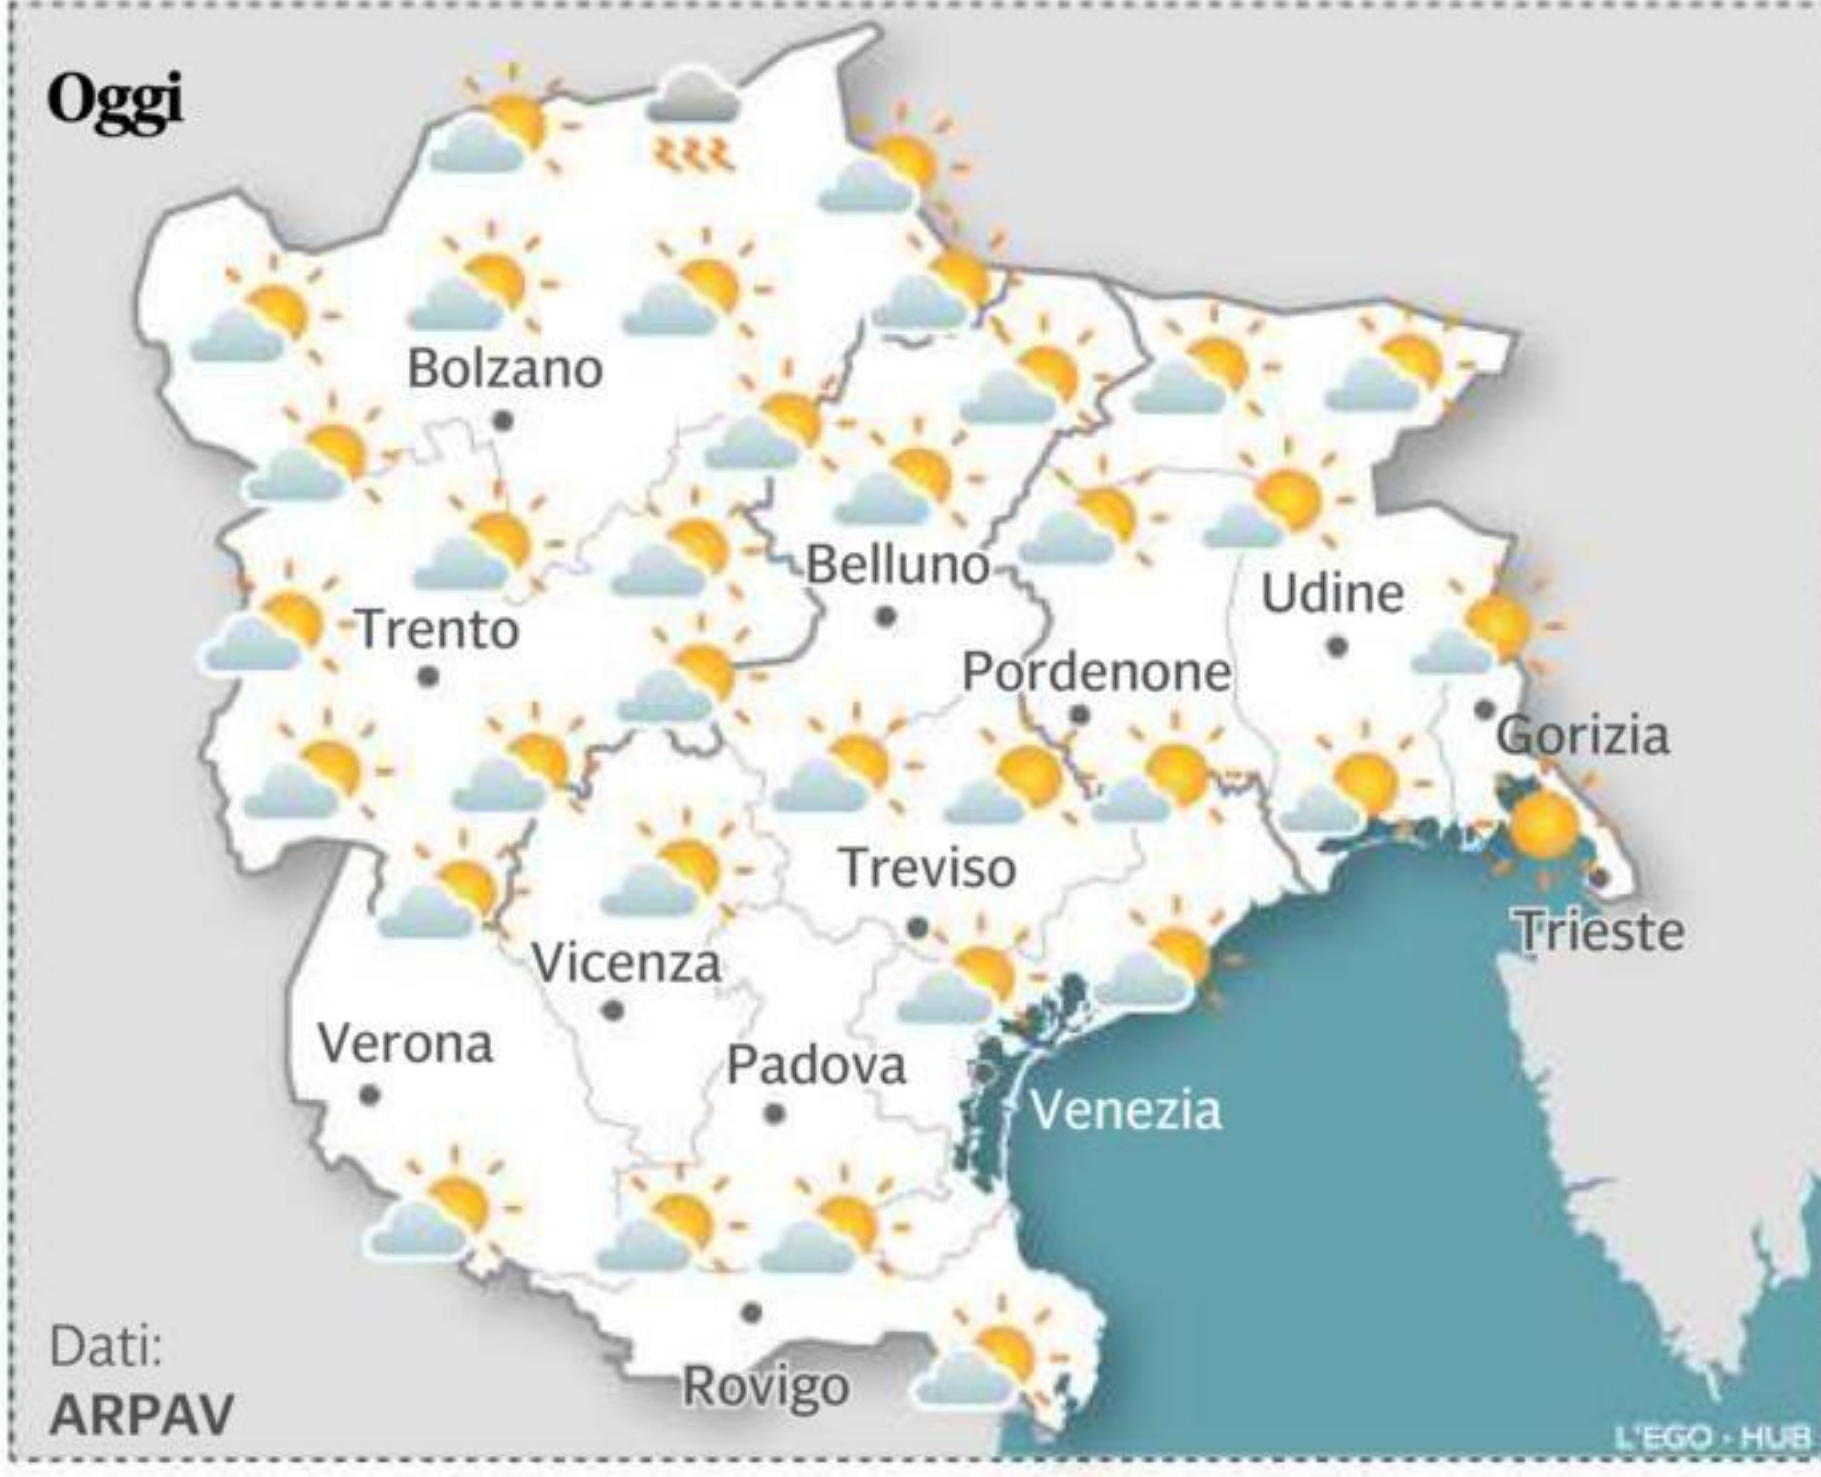 Oggi
Bolzano
Belluno
Udine
Trento
Pordenone
Gorizia
Treviso
Trieste
Vicenza
Verona
Padova
Venezia
Rovigo
Dati:
ARPAV
L'EGO - HUB